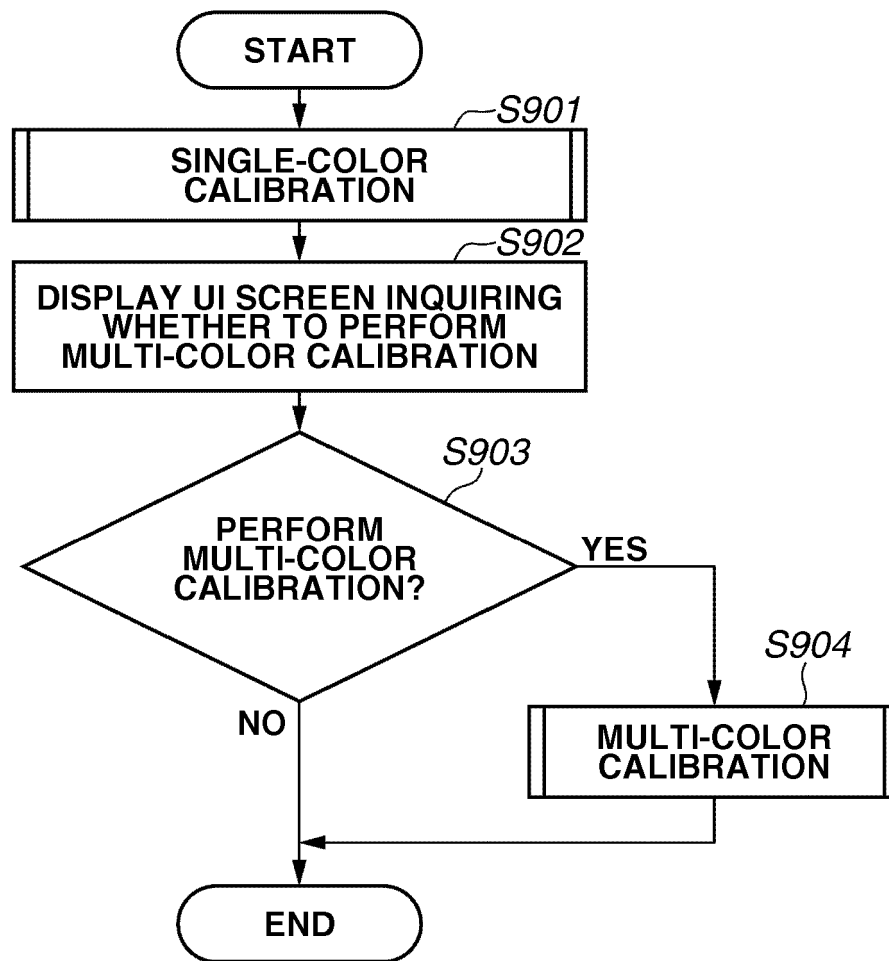 START
S901
SINGLE-COLOR
CALIBRATION
S902
DISPLAY UI SCREEN INQUIRING
WHETHER TO PERFORM
MULTI-COLOR CALIBRATION
S903
PERFORM
MULTI-COLOR
CALIBRATION?
YES
S904
NO
MULTI-COLOR
CALIBRATION
END